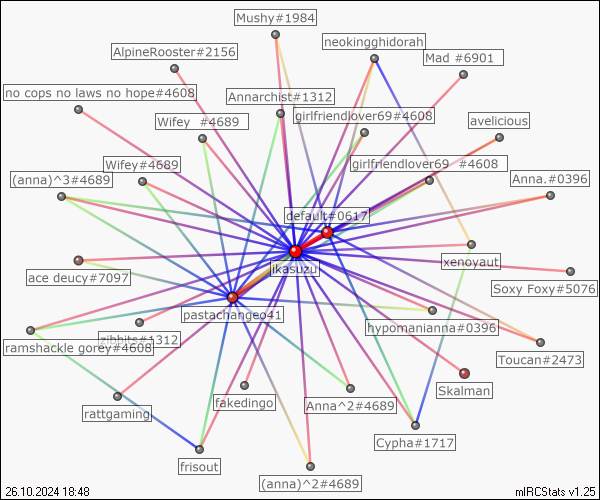 Mushy#1984
neokingghidorah
AlpineRooster#2156
Mad #6901
no cops no laws no hope#4608
Annarchist#1312
girlfriendlover69#4608
Wifey  #4689
avelicious
Wifey#4689
girlfriendlover69  #4608
(anna)^3#4689
Anna.#0396
default#0617
xenoyaut
jikasuzu
ace deucy#7097
Soxy Foxy#5076
pastachangeo41
hypomanianna#0396
zibbits#1312
ramshackle gorey#4608
Toucan#2473
Skalman
fakedingo
Anna^2#4689
rattgaming
Cypha#1717
frisout
(anna)^2#4689
26.10.2024 18:48
mIRCStats v1.25